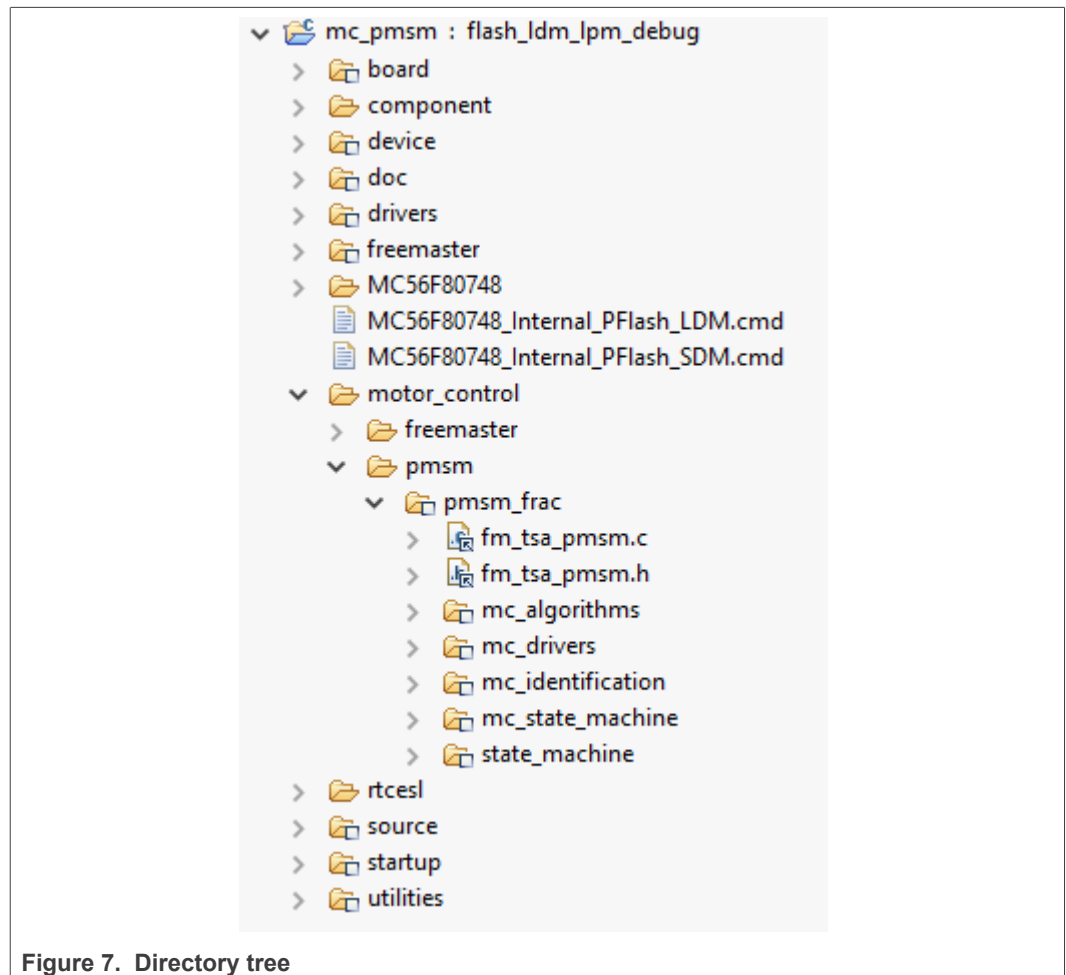 mc_pmsm : flash_ldm_lpm_debug
board
component
device
doc
drivers
freemaster
MC56F80748
MC56F80748_Internal_PFlash_LDM.cmd
MC56F80748_Internal_PFlash_SDM.cmd
motor_control
freemaster
pmsm
pmsm_frac
fm_tsa_pmsm.c
fm_tsa_pmsm.h
mc_algorithms
mc_drivers
mc_identification
mc_state_machine
state_machine
rtcesl
source
startup
utilities
Figure 7. Directory tree